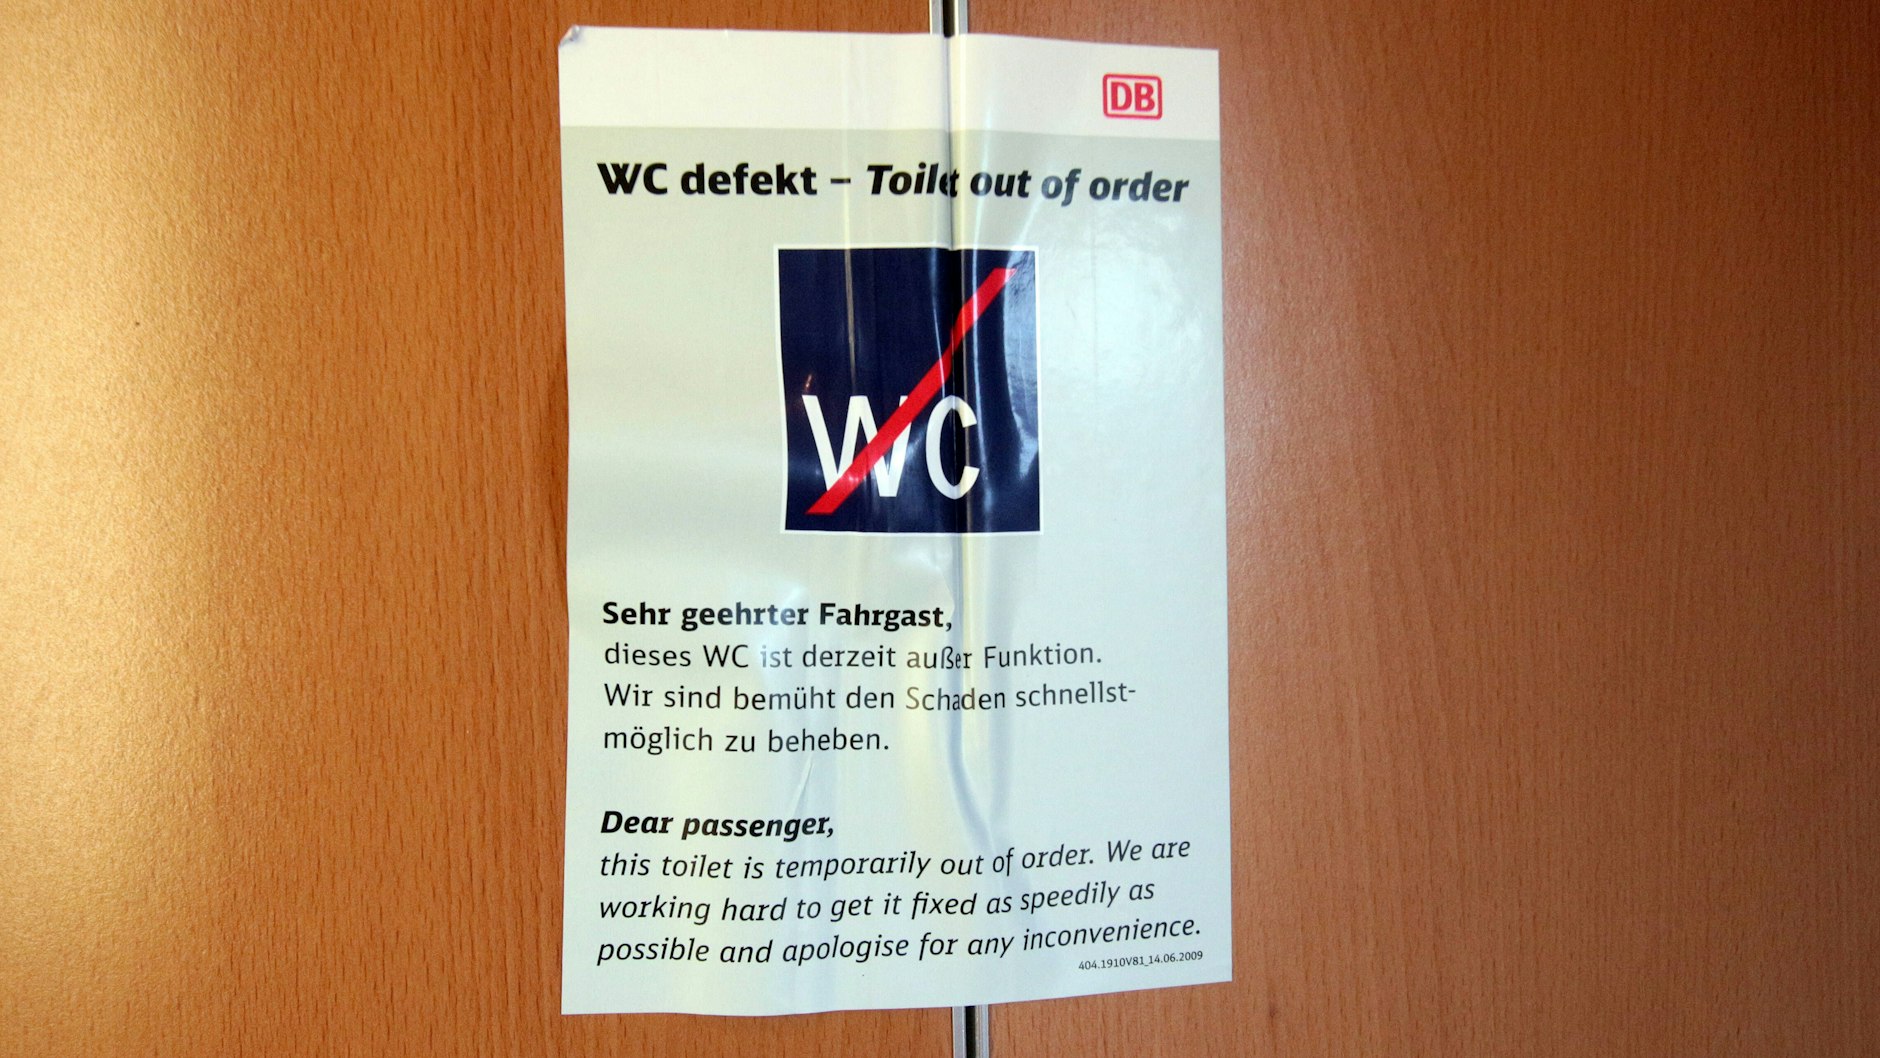 DB
WC defekt – Toilet out of order
WC
Sehr geehrter Fahrgast,
dieses WC ist derzeit außer Funktion.
Wir sind bemüht den Schaden schnellst-
möglich zu beheben.
Dear passenger,
this toilet is temporarily out of order. We are
working hard to get it fixed as speedily as
possible and apologise for any inconvenience.
404.1910V81_14.06.2009